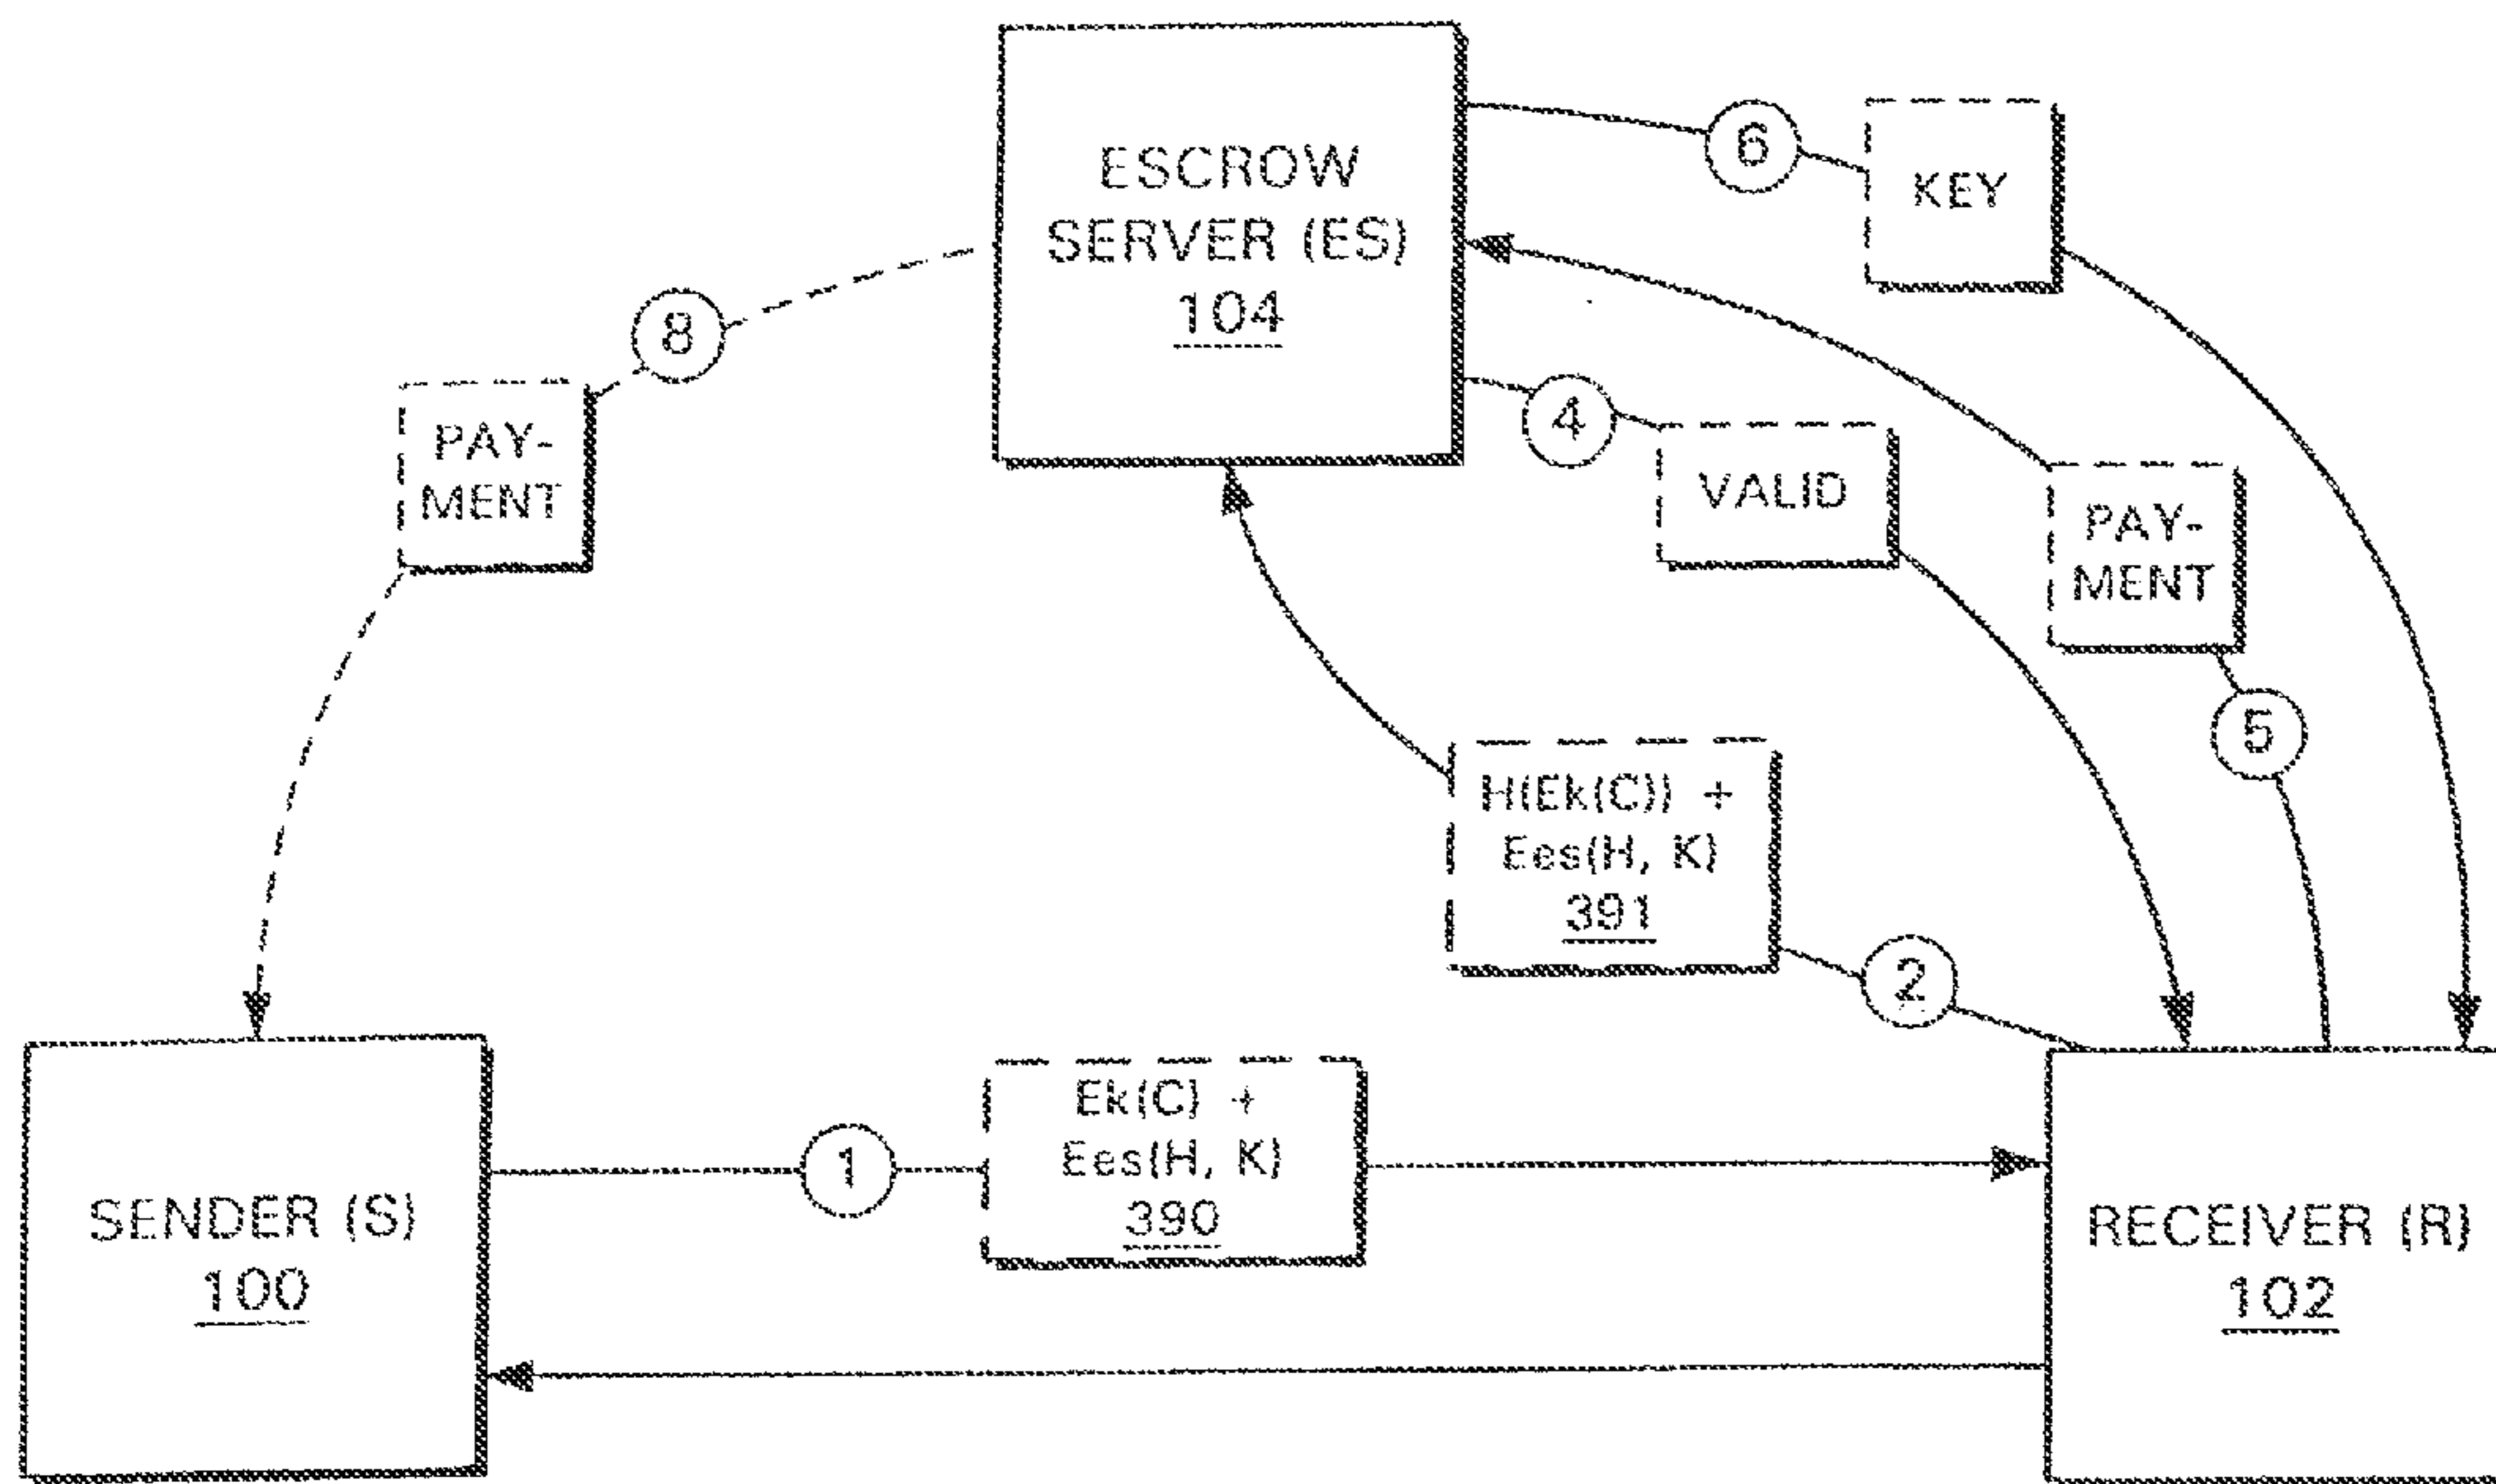 ESCROW
SERVER (ES)
104
6
KEY
8
PAY-
MENT
4
VALID
PAY-
MENT
5
H(Ek(C)) +
Ees(H, K)
391
2
SENDER (S)
100
1
Ek(C) +
Ees(H, K)
390
RECEIVER (R)
102